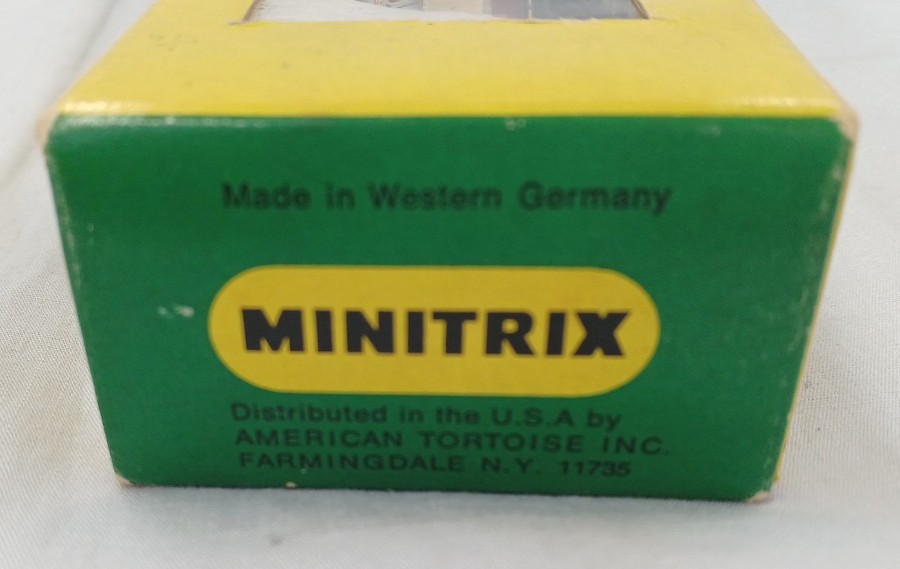 Made in Western Germany
MINITRIX
Distributed in the U.S.A by
AMERICAN TORTOISE INC.
FARMINGDALE N.Y. 11735